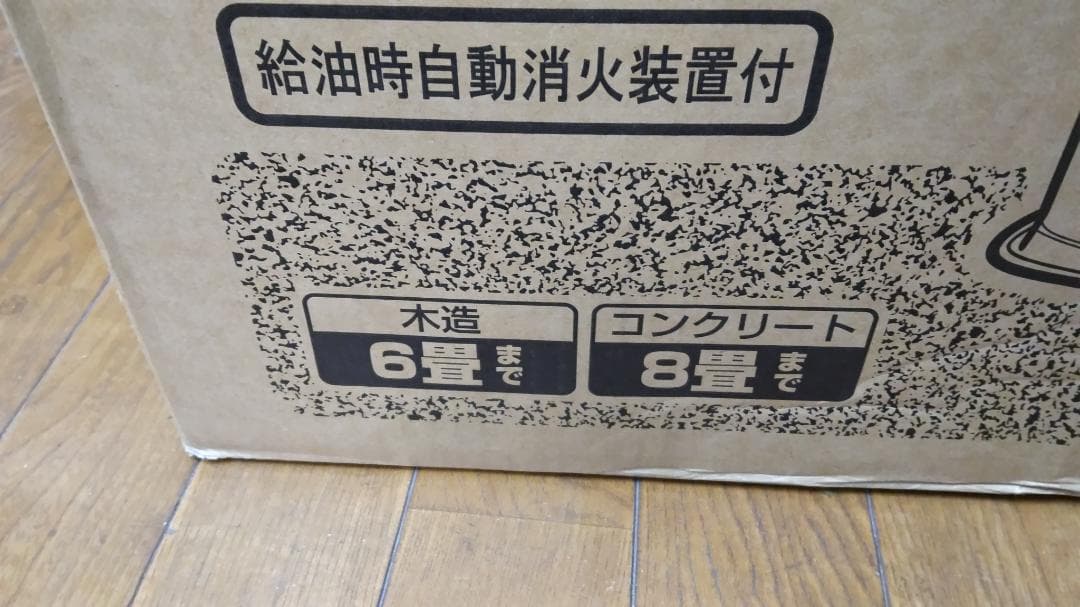 給油時自動消火装置付
木造
6畳まで
コンクリート
8畳まで